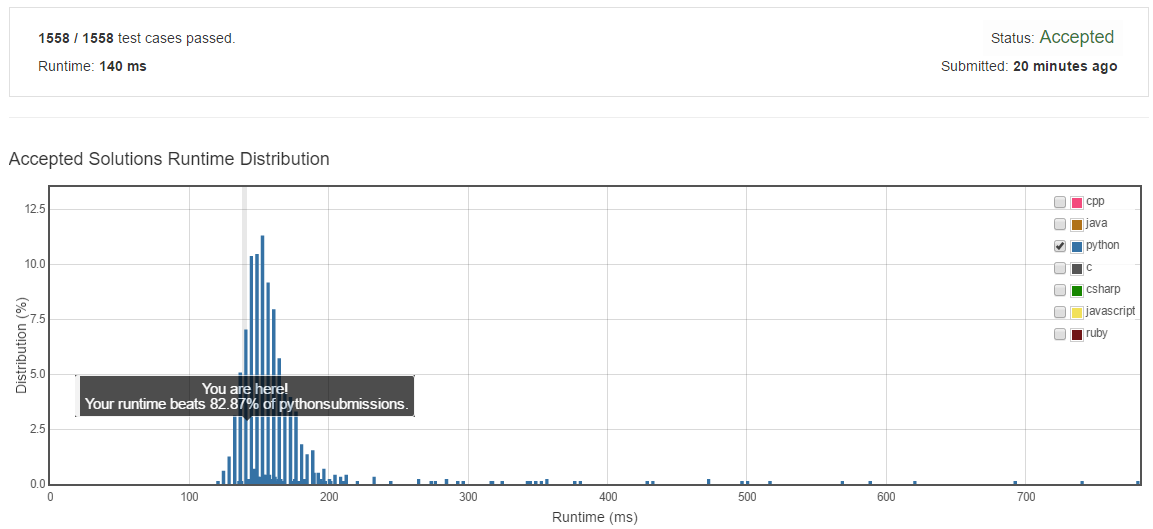 1558 / 1558 test cases passed.
Status: Accepted
Runtime: 140 ms
Submitted: 20 minutes ago
Accepted Solutions Runtime Distribution
12.5
10.0
7.5
5.0
2.5
0.0
Distribution (%)
You are here!
Your runtime beats 82.87% of pythonsubmissions.
cpp
java
python
c
csharp
javascript
ruby
0
100
200
300
400
500
600
700
Runtime (ms)